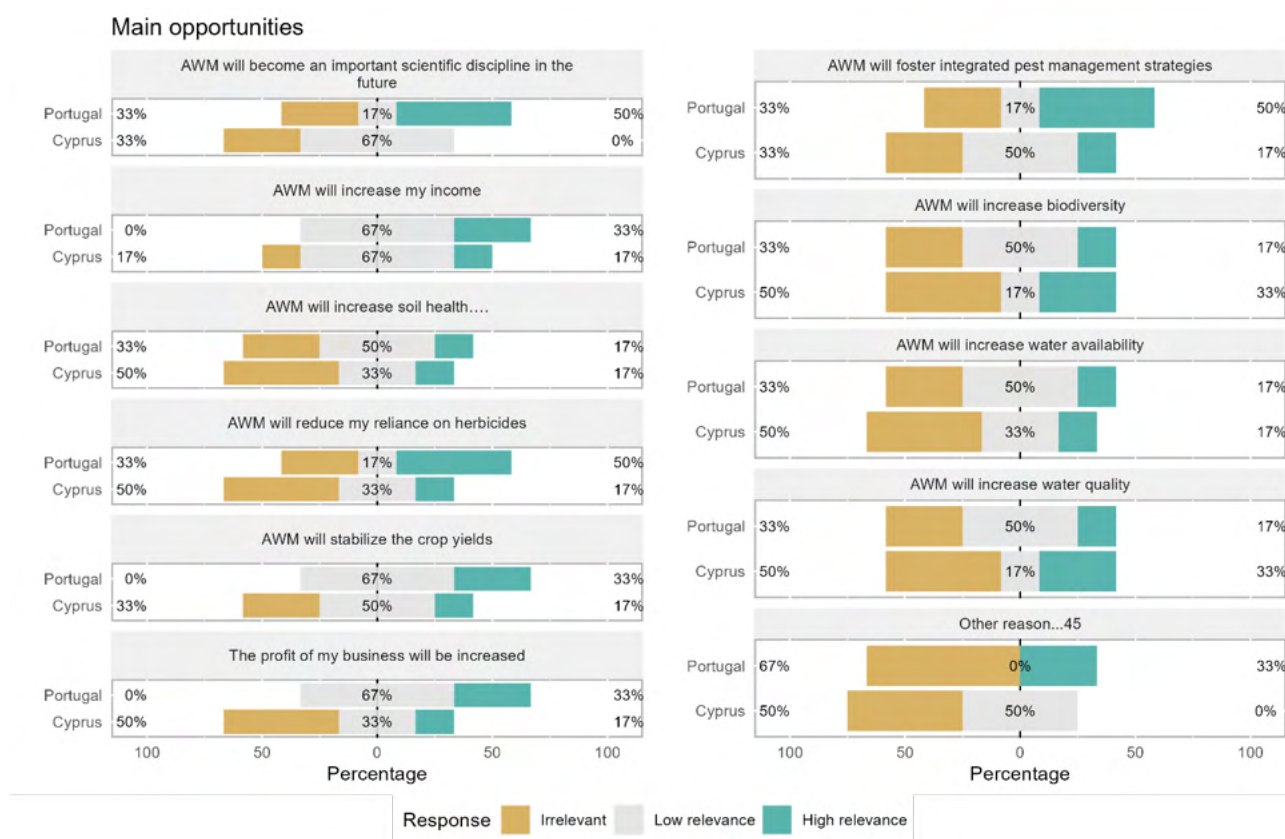 Main opportunities
AWM will become an important scientific discipline in the
future
Portugal 33% 17% 50%
Cyprus 33% 67% 0%
AWM will increase my income
Portugal 0% 67% 33%
Cyprus 17% 67% 17%
AWM will increase soil health....
Portugal 33% 50% 17%
Cyprus 50% 33% 17%
AWM will reduce my reliance on herbicides
Portugal 33% 17% 50%
Cyprus 50% 33% 17%
AWM will stabilize the crop yields
Portugal 0% 67% 33%
Cyprus 33% 50% 17%
The profit of my business will be increased
Portugal 0% 67% 33%
Cyprus 50% 33% 17%
100 50 0 50 100
Percentage
AWM will foster integrated pest management strategies
Portugal 33% 17% 50%
Cyprus 33% 50% 17%
AWM will increase biodiversity
Portugal 33% 50% 17%
Cyprus 50% 17% 33%
AWM will increase water availability
Portugal 33% 50% 17%
Cyprus 50% 33% 17%
AWM will increase water quality
Portugal 33% 50% 17%
Cyprus 50% 17% 33%
Other reason...45
Portugal 67% 0% 33%
Cyprus 50% 50% 0%
100 50 0 50 100
Percentage
Response Irrelevant Low relevance High relevance